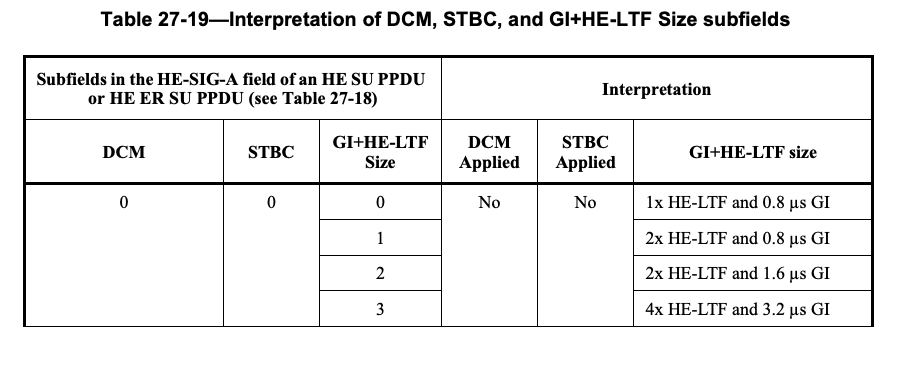 Table 27-19—Interpretation of DCM, STBC, and GI+HE-LTF Size subfields
Subfields in the HE-SIG-A field of an HE SU PPDU
or HE ER SU PPDU (see Table 27-18)
Interpretation
DCM
STBC
GI+HE-LTF
Size
DCM
Applied
STBC
Applied
GI+HE-LTF size
0 0 0 No No 1x HE-LTF and 0.8 µs GI
1 2x HE-LTF and 0.8 µs GI
2 2x HE-LTF and 1.6 µs GI
3 4x HE-LTF and 3.2 µs GI